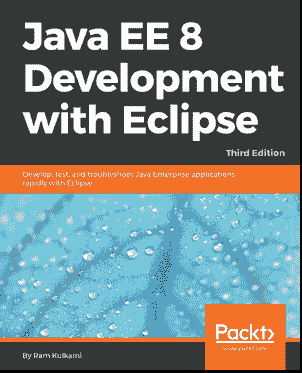 Java EE 8
Development
with Eclipse
Third Edition
Develop, test, and troubleshoot Java Enterprise applications
rapidly with Eclipse
Packt>
By Ram Kulkarni